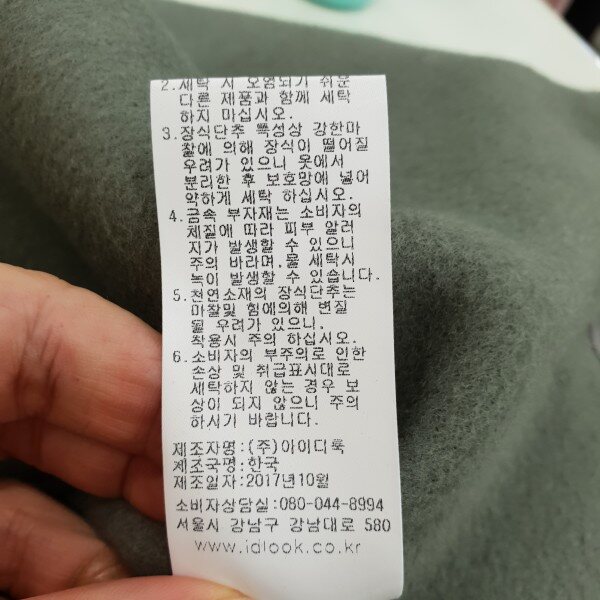 2.세탁 시 오염되기 쉬운
다른 제품과 함께 세탁
하지 마십시오.
3.장식단추 특성상 강한마
찰에 의해 장식이 떨어질
우려가 있으니 옷에서
분리한 후 보호망에 넣어
약하게 세탁 하십시오.
4.금속 부자재는 소비자의
체질에 따라 피부 알러
지가 발생할 수 있으니
주의 바라며,물 세탁시
녹이 발생할 수 있습니다.
5.천연소재의 장식단추는
마찰및 힘에의해 변질
될 우려가 있으니,
착용시 주의 하십시오.
6.소비자의 부주의로 인한
손상 및 취급표시대로
세탁하지 않는 경우 보
상이 되지 않으니 주의
하시기 바랍니다.
제조자명:(주)아이디룩
제조국명:한국
제조일자:2017년10월
소비자상담실:080-044-8994
서울시 강남구 강남대로 580
www.idlook.co.kr